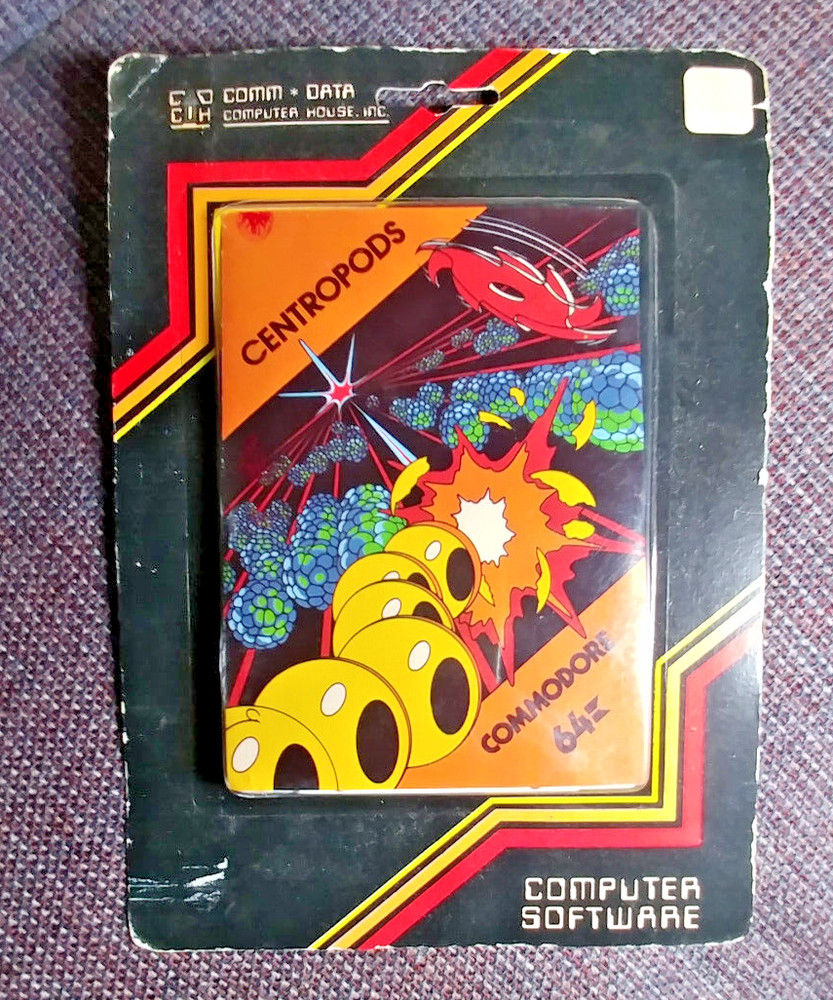 COMM * DATA
COMPUTER HOUSE, INC.
CENTROPODS
COMMODORE
64
COMPUTER
SOFTWARE